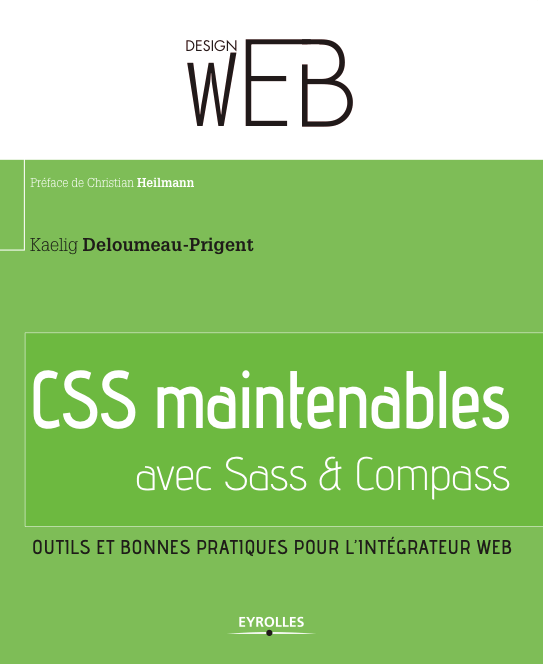 DESIGN
WEB
Préface de Christian Heilmann
Kaelig Deloumeau-Prigent
CSS maintenables
avec Sass & Compass
OUTILS ET BONNES PRATIQUES POUR L'INTÉGRATEUR WEB
EYROLLES